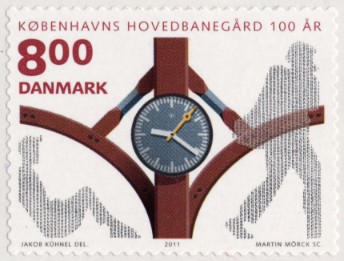 KØBENHAVNS HOVEDBANEGÅRD 100 ÅR
8.00
DANMARK
JAKOB KÜHNEL DEL. 2011 MARTIN MÖRCK SC.